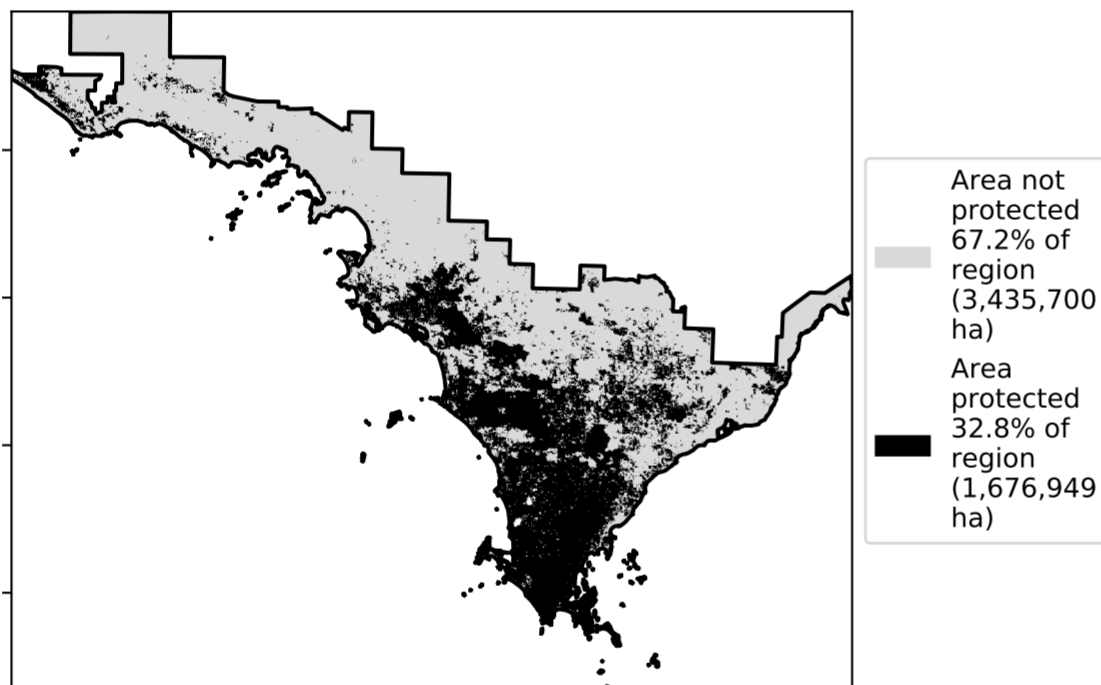 Area not
protected
67.2% of
region
(3,435,700
ha)
Area
protected
32.8% of
region
(1,676,949
ha)